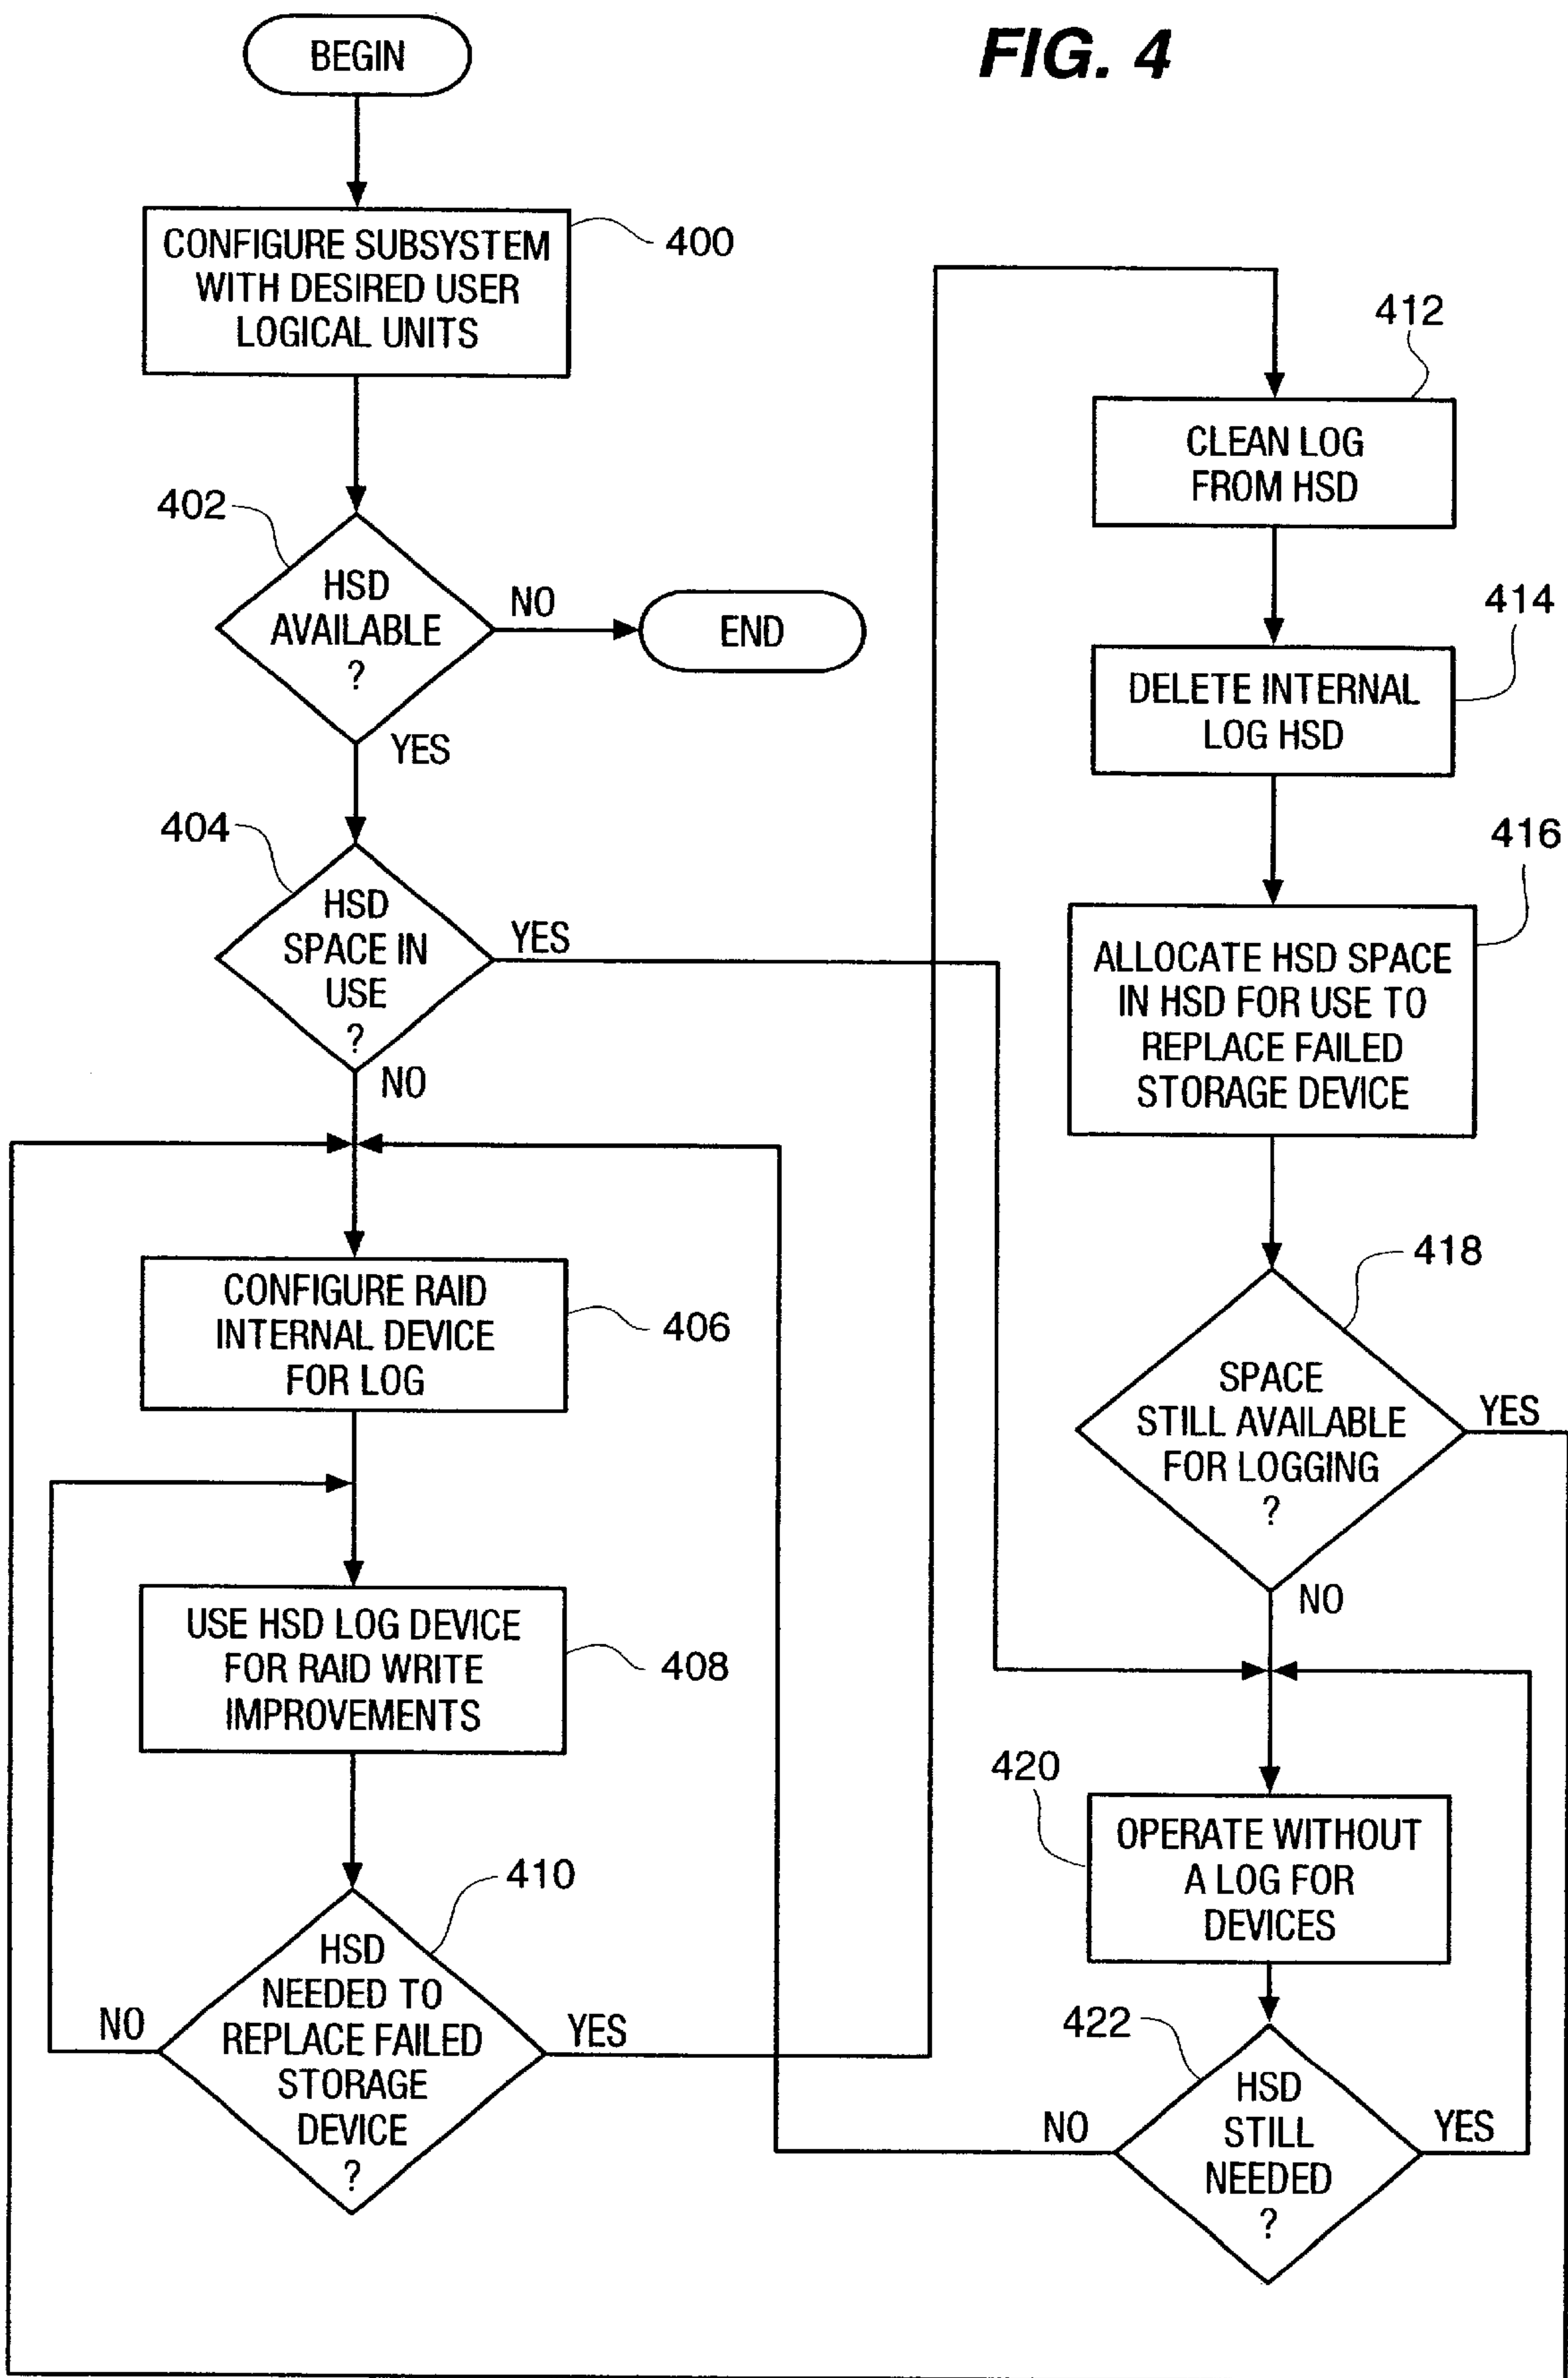 FIG. 4
BEGIN
CONFIGURE SUBSYSTEM
WITH DESIRED USER
LOGICAL UNITS
400
402
HSD
AVAILABLE
?
NO
END
YES
404
HSD
SPACE IN
USE
?
YES
NO
CONFIGURE RAID
INTERNAL DEVICE
FOR LOG
406
USE HSD LOG DEVICE
FOR RAID WRITE
IMPROVEMENTS
408
410
HSD
NEEDED TO
REPLACE FAILED
STORAGE
DEVICE
?
NO
YES
412
CLEAN LOG
FROM HSD
414
DELETE INTERNAL
LOG HSD
416
ALLOCATE HSD SPACE
IN HSD FOR USE TO
REPLACE FAILED
STORAGE DEVICE
418
SPACE
STILL AVAILABLE
FOR LOGGING
?
YES
NO
420
OPERATE WITHOUT
A LOG FOR
DEVICES
422
HSD
STILL
NEEDED
?
NO
YES